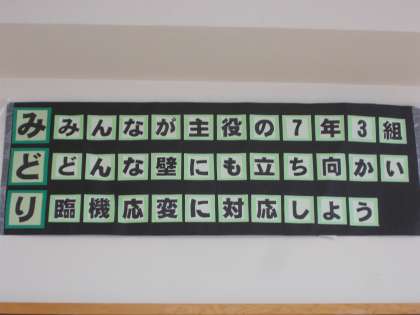 み みんなが主役の7年3組
ど どんな壁にも立ち向かい
り 臨機応変に対応しよう